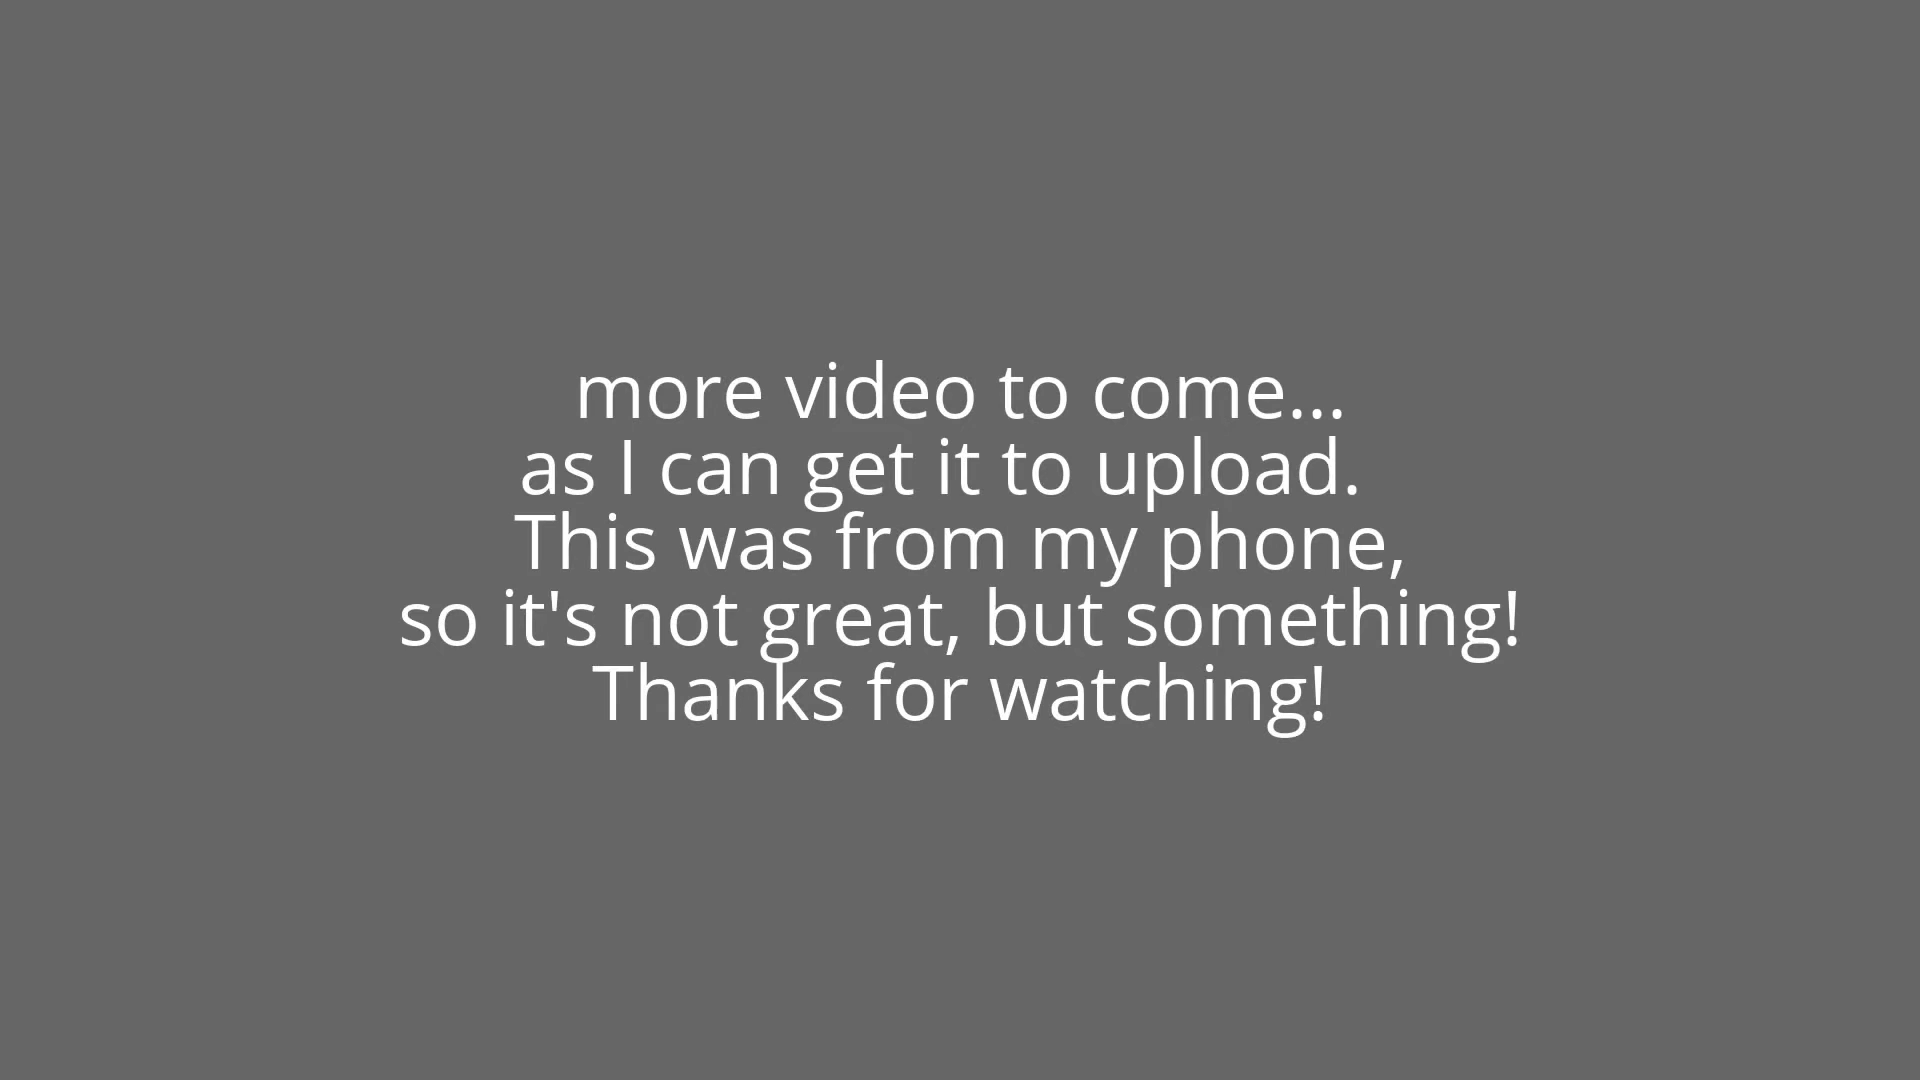 more video to come...
as I can get it to upload.
This was from my phone,
so it's not great, but something!
Thanks for watching!